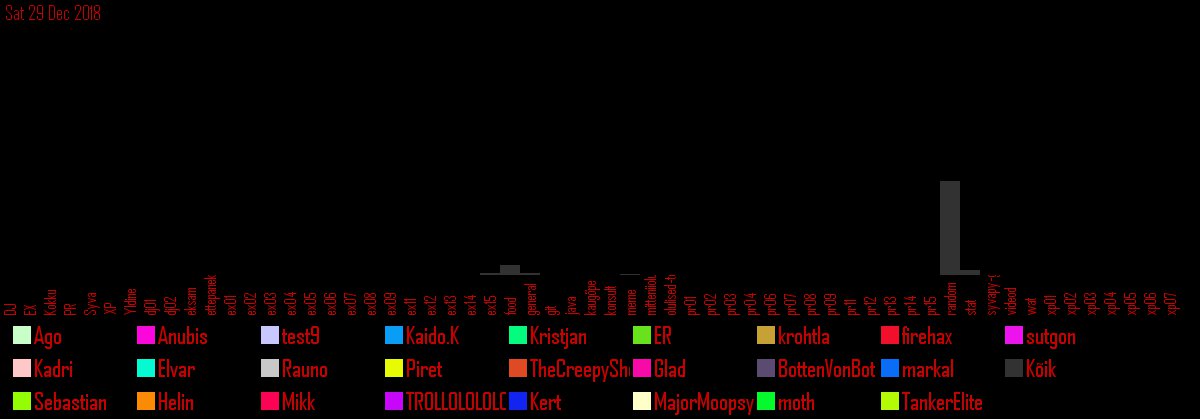 Sat 29 Dec 2018
DJ EX Kokku PR Syva XP Yldine dj01 dj02 eksam ettepanek ex01 ex02 ex03 ex04 ex05 ex06 ex07 ex08 ex09 ex11 ex12 ex13 ex14 ex15 general git java kaugõpe konsult meme pr01 pr02 pr03 pr04 pr06 pr07 pr08 pr09 pr11 pr12 pr13 pr14 pr15 random stat videod xp01 xp02 xp03 xp04 xp05 xp06 xp07
Ago Anubis test9 Kaido.K Kristjan ER krohtla firehax sutgon
Kadri Elvar Rauno Piret TheCreepySh Glad BottenVonBot markal Kõik
Sebastian Helin Mikk TROLLOLOLOLO Kert MajorMoopsy moth TankerElite